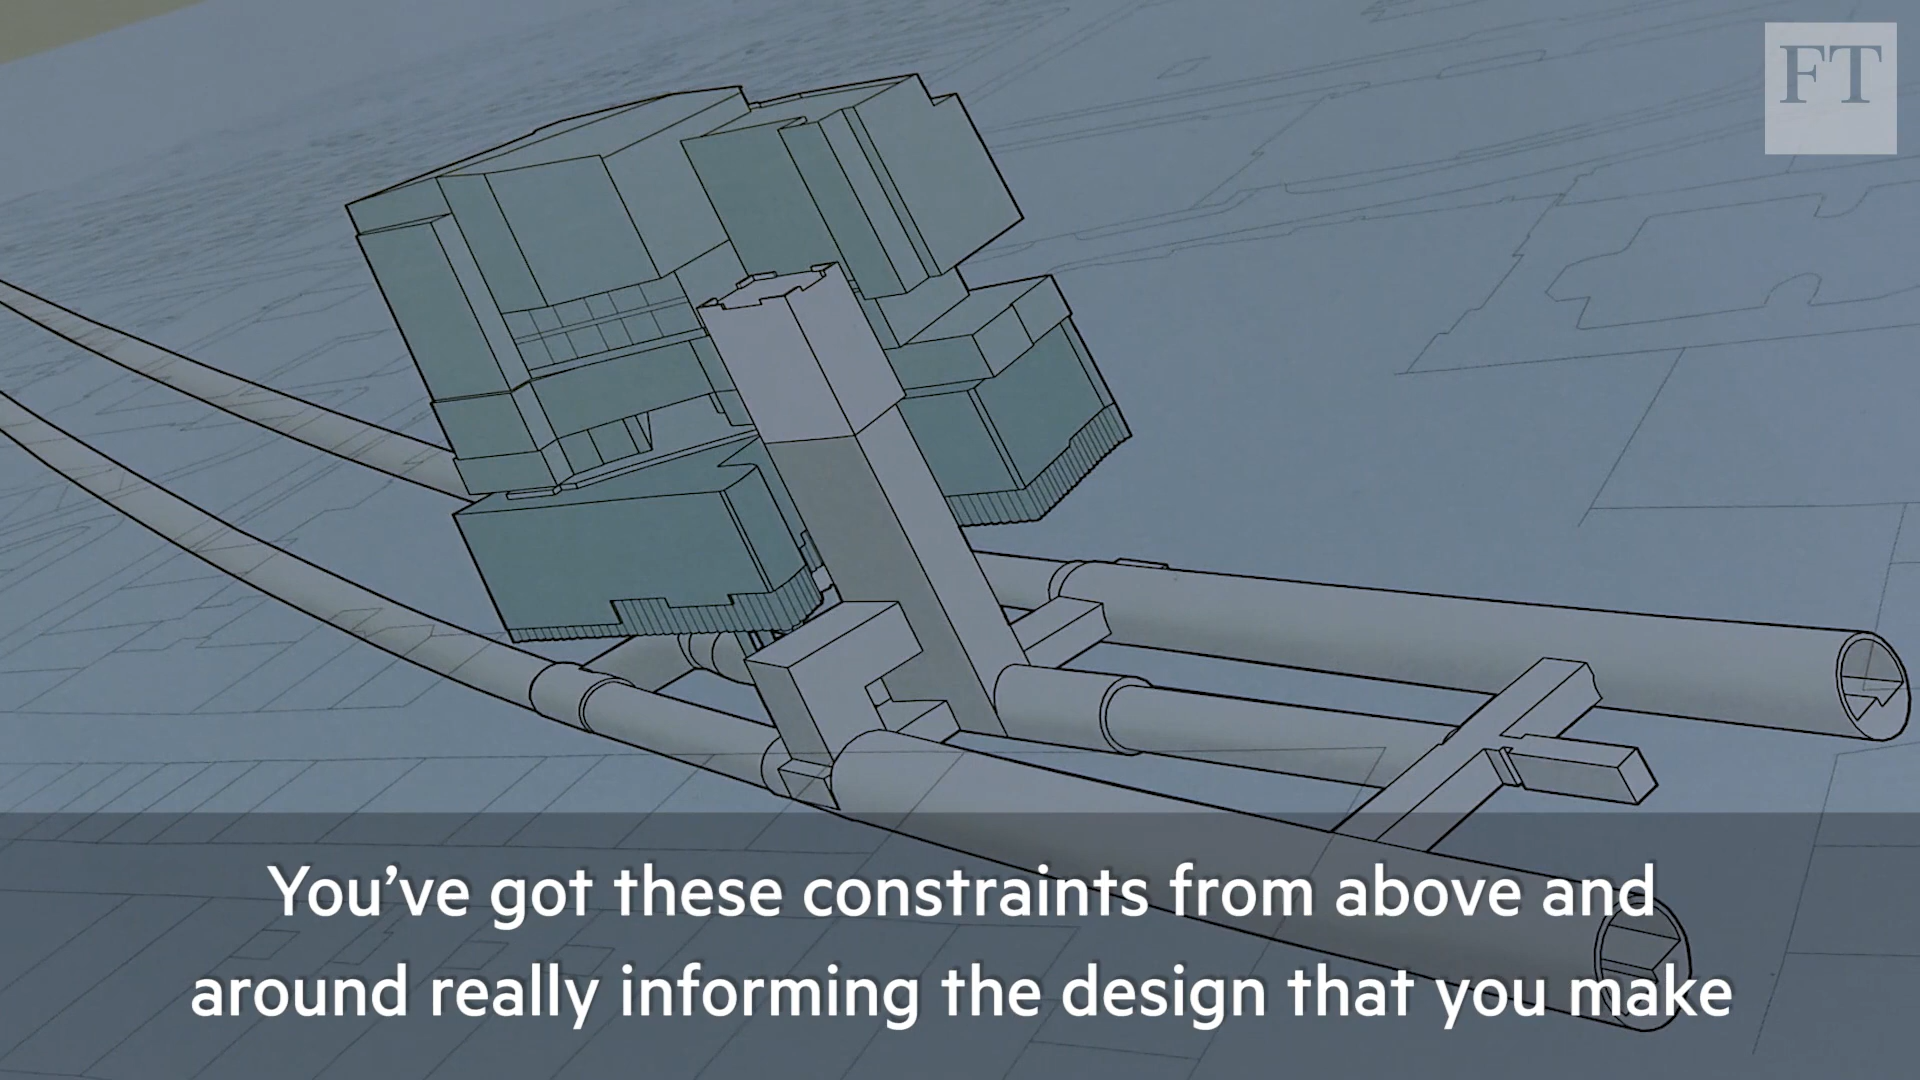 FT
You’ve got these constraints from above and
around really informing the design that you make